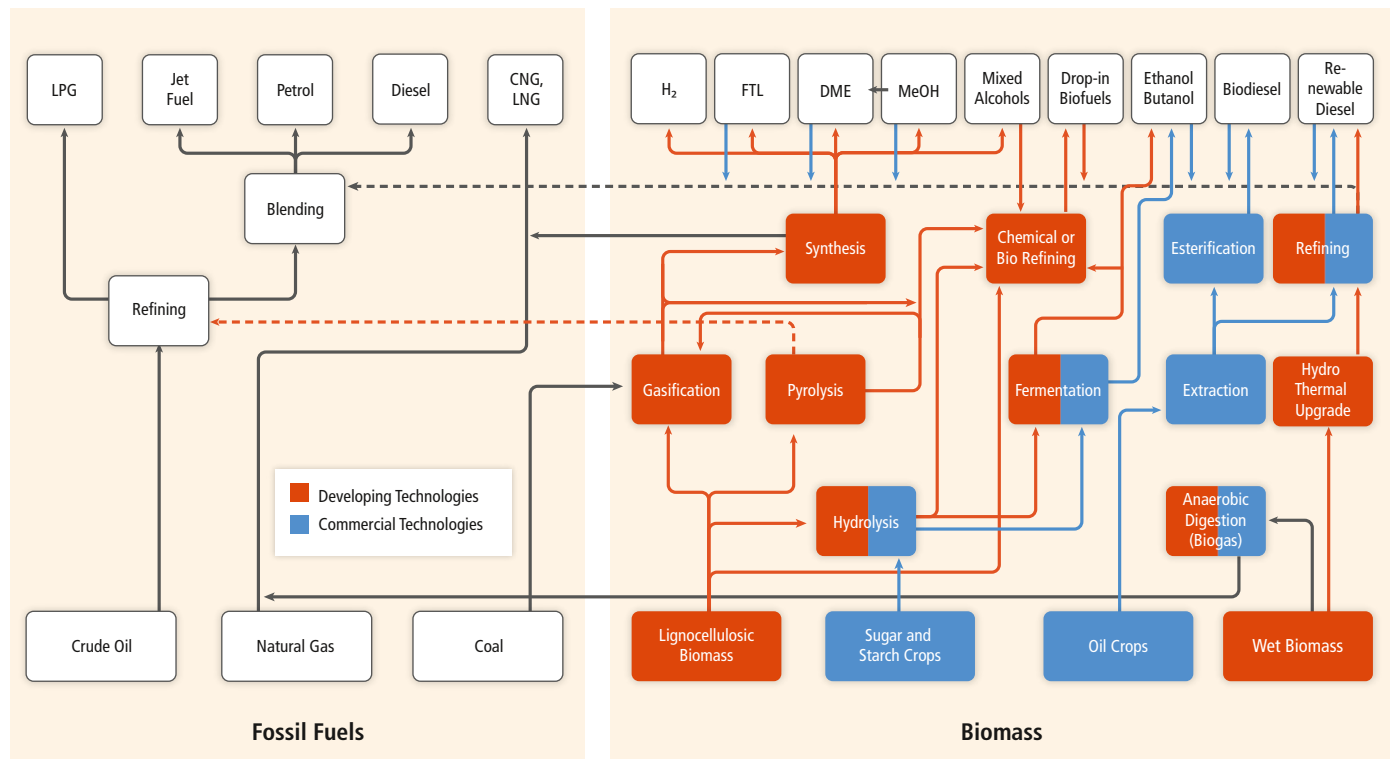 LPG
Jet
Fuel
Petrol
Diesel
CNG,
LNG
H₂
FTL
DME
MeOH
Mixed
Alcohols
Drop-in
Biofuels
Ethanol
Butanol
Biodiesel
Re-
newable
Diesel
Blending
Refining
Synthesis
Chemical or
Bio Refining
Esterification
Refining
Gasification
Pyrolysis
Fermentation
Extraction
Hydro
Thermal
Upgrade
Developing Technologies
Commercial Technologies
Hydrolysis
Anaerobic
Digestion
(Biogas)
Crude Oil
Natural Gas
Coal
Lignocellulosic
Biomass
Sugar and
Starch Crops
Oil Crops
Wet Biomass
Fossil Fuels
Biomass